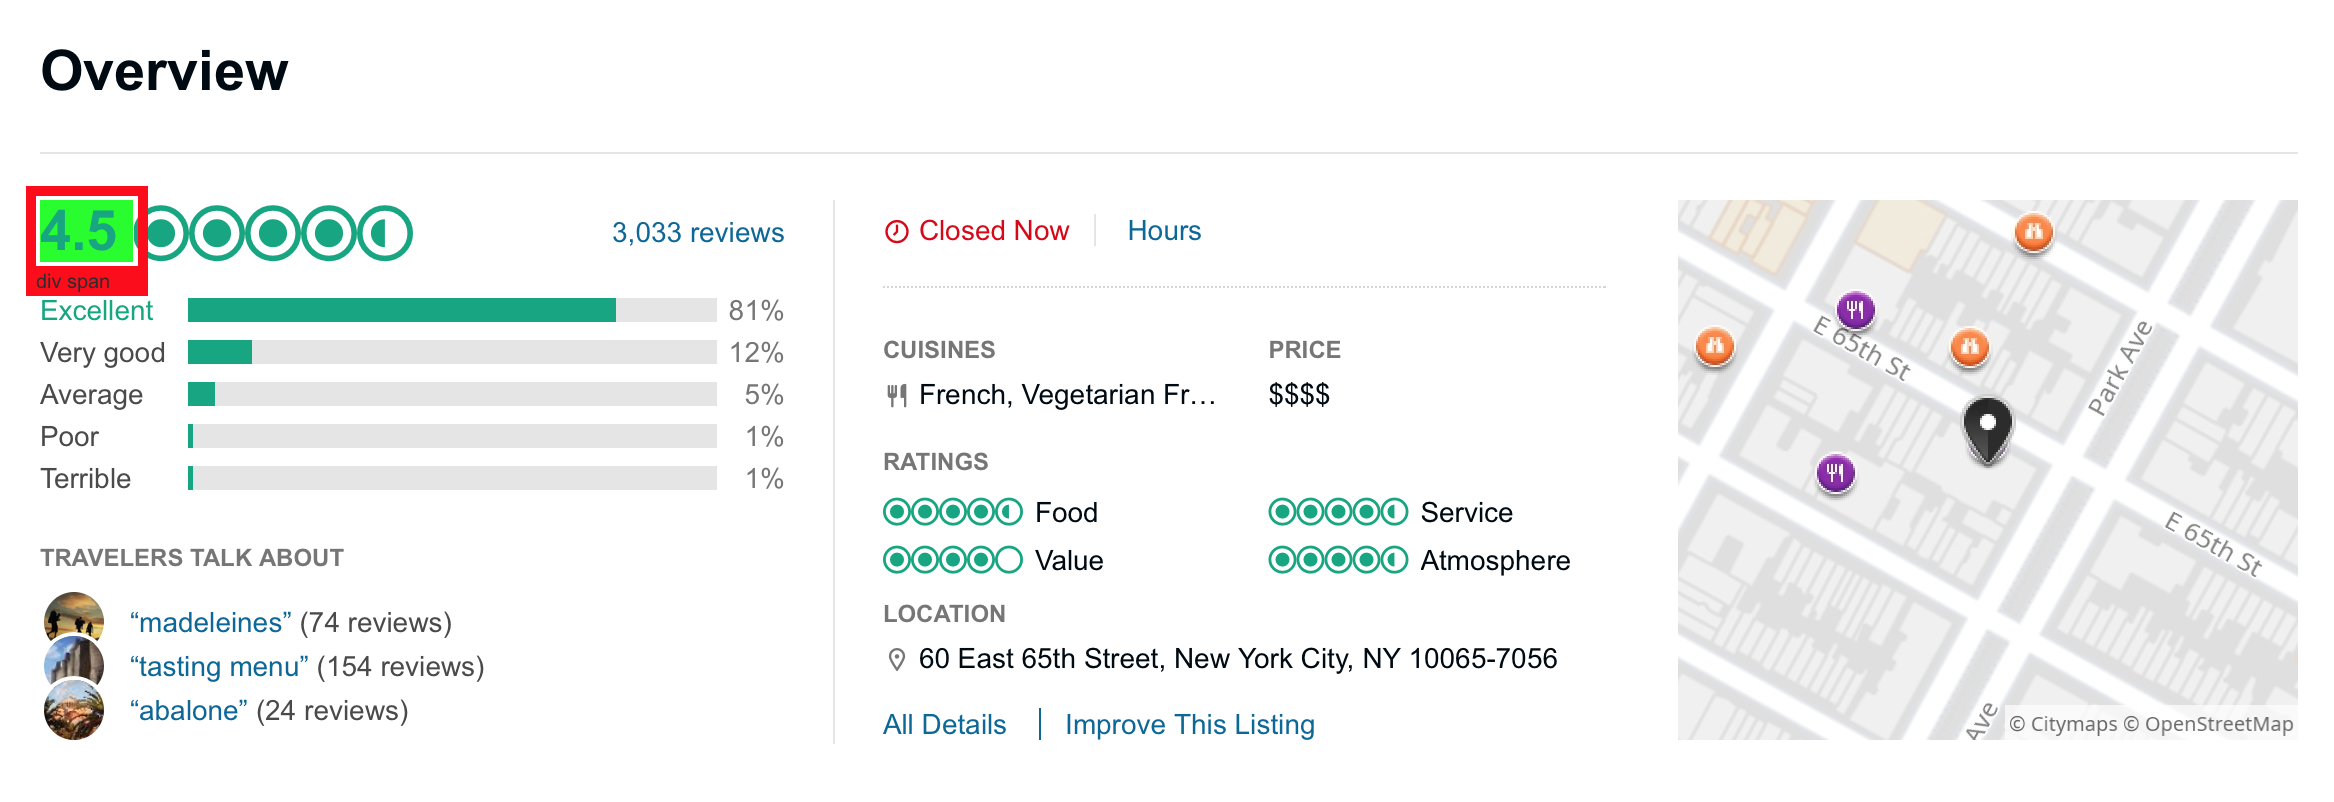 Overview
4.5
3,033 reviews
div span
Excellent 81%
Very good 12%
Average 5%
Poor 1%
Terrible 1%
TRAVELERS TALK ABOUT
“madeleines” (74 reviews)
“tasting menu” (154 reviews)
“abalone” (24 reviews)
Closed Now
Hours
CUISINES
French, Vegetarian Fr...
PRICE
$$$$
RATINGS
Food
Service
Value
Atmosphere
LOCATION
60 East 65th Street, New York City, NY 10065-7056
All Details
Improve This Listing
E 65th St
Park Ave
E 65th St
Ave
© Citymaps © OpenStreetMap